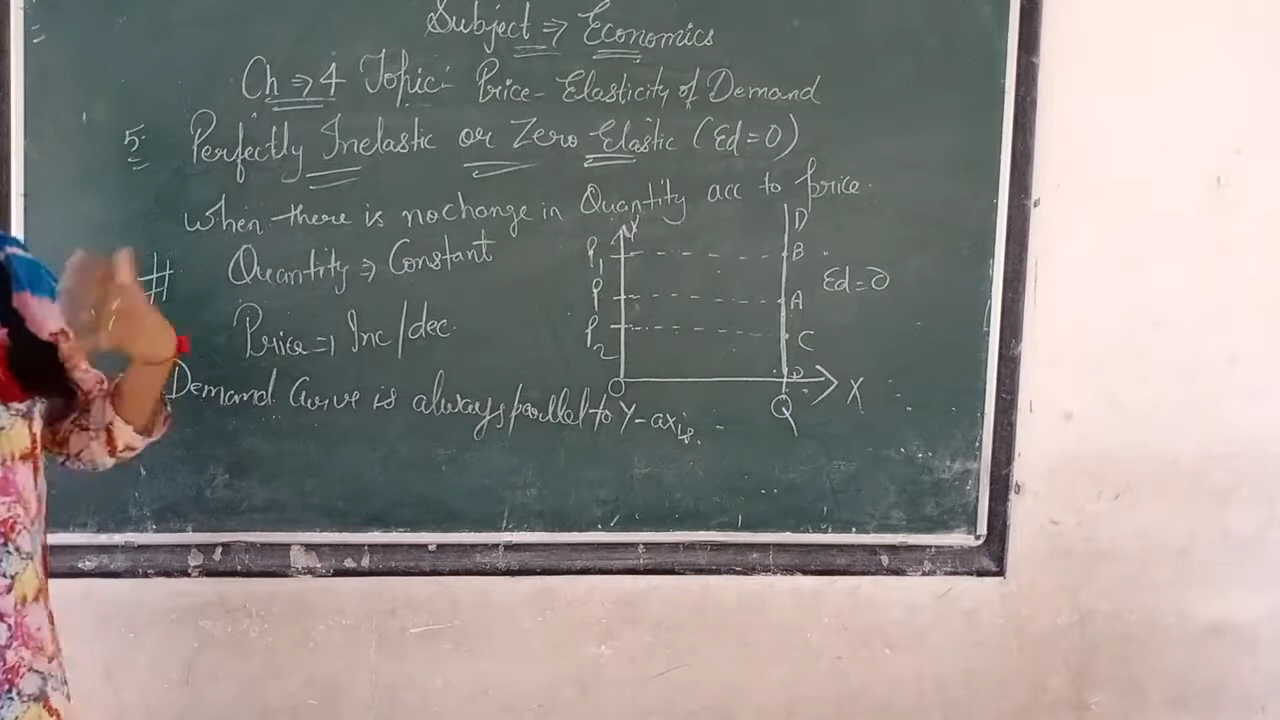 Subject ⇒ Economics
Ch ⇒ 4 Topic:- Price-Elasticity of Demand
5. Perfectly Inelastic or Zero Elastic (Ed=0)
When there is no change in Quantity acc to price.
# Quantity ⇒ Constant
Price ⇒ Inc/dec.
Demand Curve is always parllel to Y-axis.
Y
D
P1
B
Ed=0
P
A
P2
C
D
O
Q
X